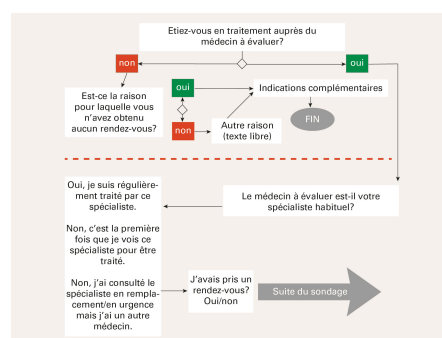 Etiez-vous en traitement auprès du
médecin à évaluer?
non
oui
Est-ce la raison
pour laquelle vous
n'avez obtenu
aucun rendez-vous?
oui
non
Indications complémentaires
FIN
Autre raison
(texte libre)
Oui, je suis régulière-
ment traité par ce
spécialiste.
Non, c'est la première
fois que je vois ce
spécialiste pour être
traité.
Non, j'ai consulté le
spécialiste en rempla-
cement/en urgence
mais j'ai un autre
médecin.
Le médecin à évaluer est-il votre
spécialiste habituel?
J'avais pris un
rendez-vous?
Oui/non
Suite du sondage